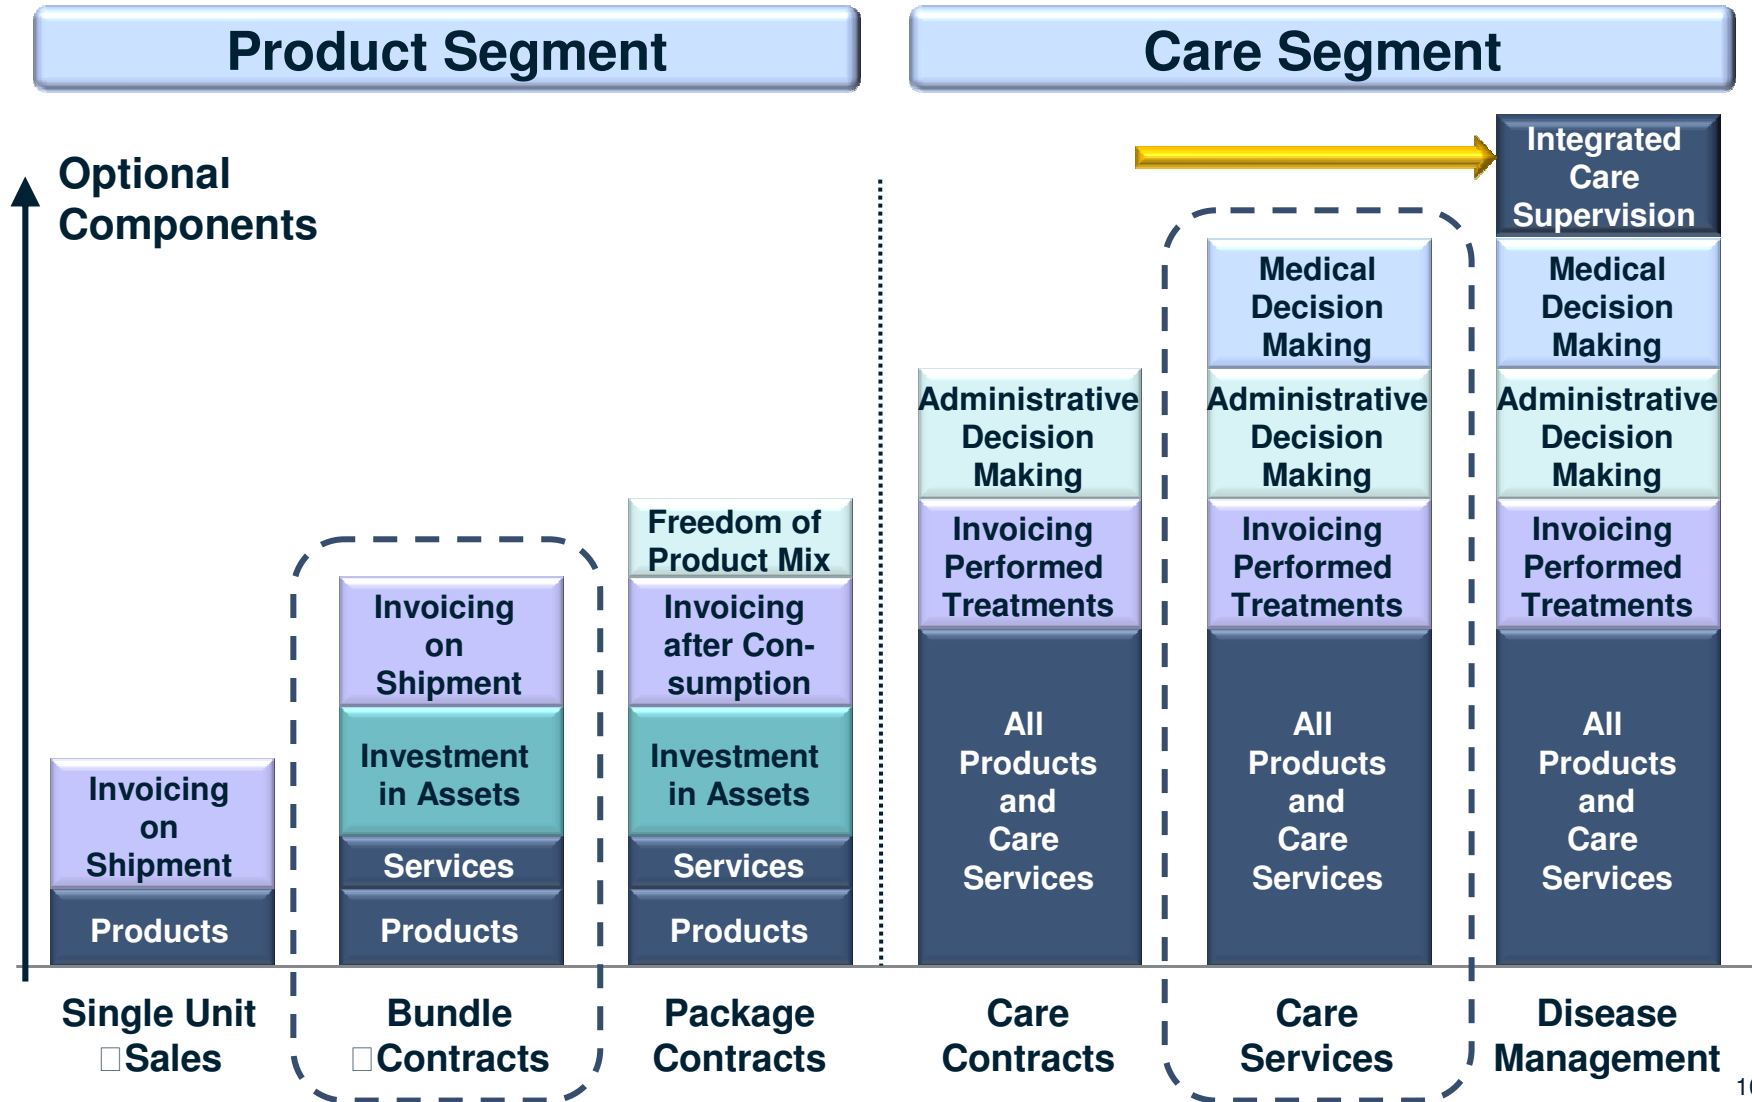 Product Segment
Care Segment
Optional
Components
Invoicing
on
Shipment
Products
Invoicing
on
Shipment
Investment
in Assets
Services
Products
Freedom of
Product Mix
Invoicing
after Con-
sumption
Investment
in Assets
Services
Products
Administrative
Decision
Making
Invoicing
Performed
Treatments
All
Products
and
Care
Services
Medical
Decision
Making
Administrative
Decision
Making
Invoicing
Performed
Treatments
All
Products
and
Care
Services
Integrated
Care
Supervision
Medical
Decision
Making
Administrative
Decision
Making
Invoicing
Performed
Treatments
All
Products
and
Care
Services
Single Unit
Sales
Bundle
Contracts
Package
Contracts
Care
Contracts
Care
Services
Disease
Management